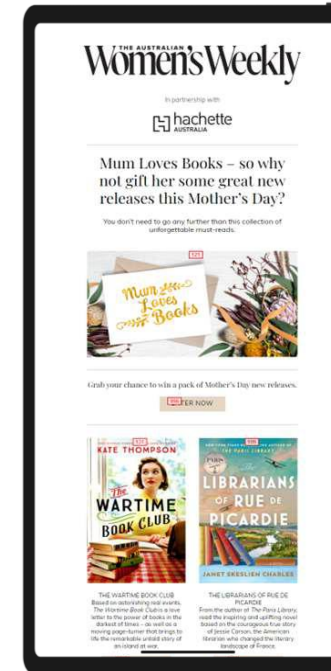 THE AUSTRALIAN
Women's Weekly
In partnership with
hachette
AUSTRALIA
Mum Loves Books – so why
not gift her some great new
releases this Mother's Day?
You don't need to go any further than this collection of
unforgettable must-reads.
Mum
Loves
Books
Grab your chance to win a pack of Mother's Day new releases.
TER NOW
KATE THOMPSON
The
WARTIME
BOOK CLUB
THE PARIS LIBRARY
The
LIBRARIANS
OF RUE DE
PICARDIE
JANET SKESLIEN CHARLES
THE WARTIME BOOK CLUB
Based on astonishing real events,
The Wartime Book Club is a love
letter to the power of books in the
darkest of times – as well as a
moving page-turner that brings to
life the remarkable untold story of
an island at war.
THE LIBRARIANS OF RUE DE
PICARDIE
From the author of The Paris Library,
read the inspiring and uplifting novel
based on the courageous true story
of Jessie Carson, the American
librarian who changed the literary
landscape of France.